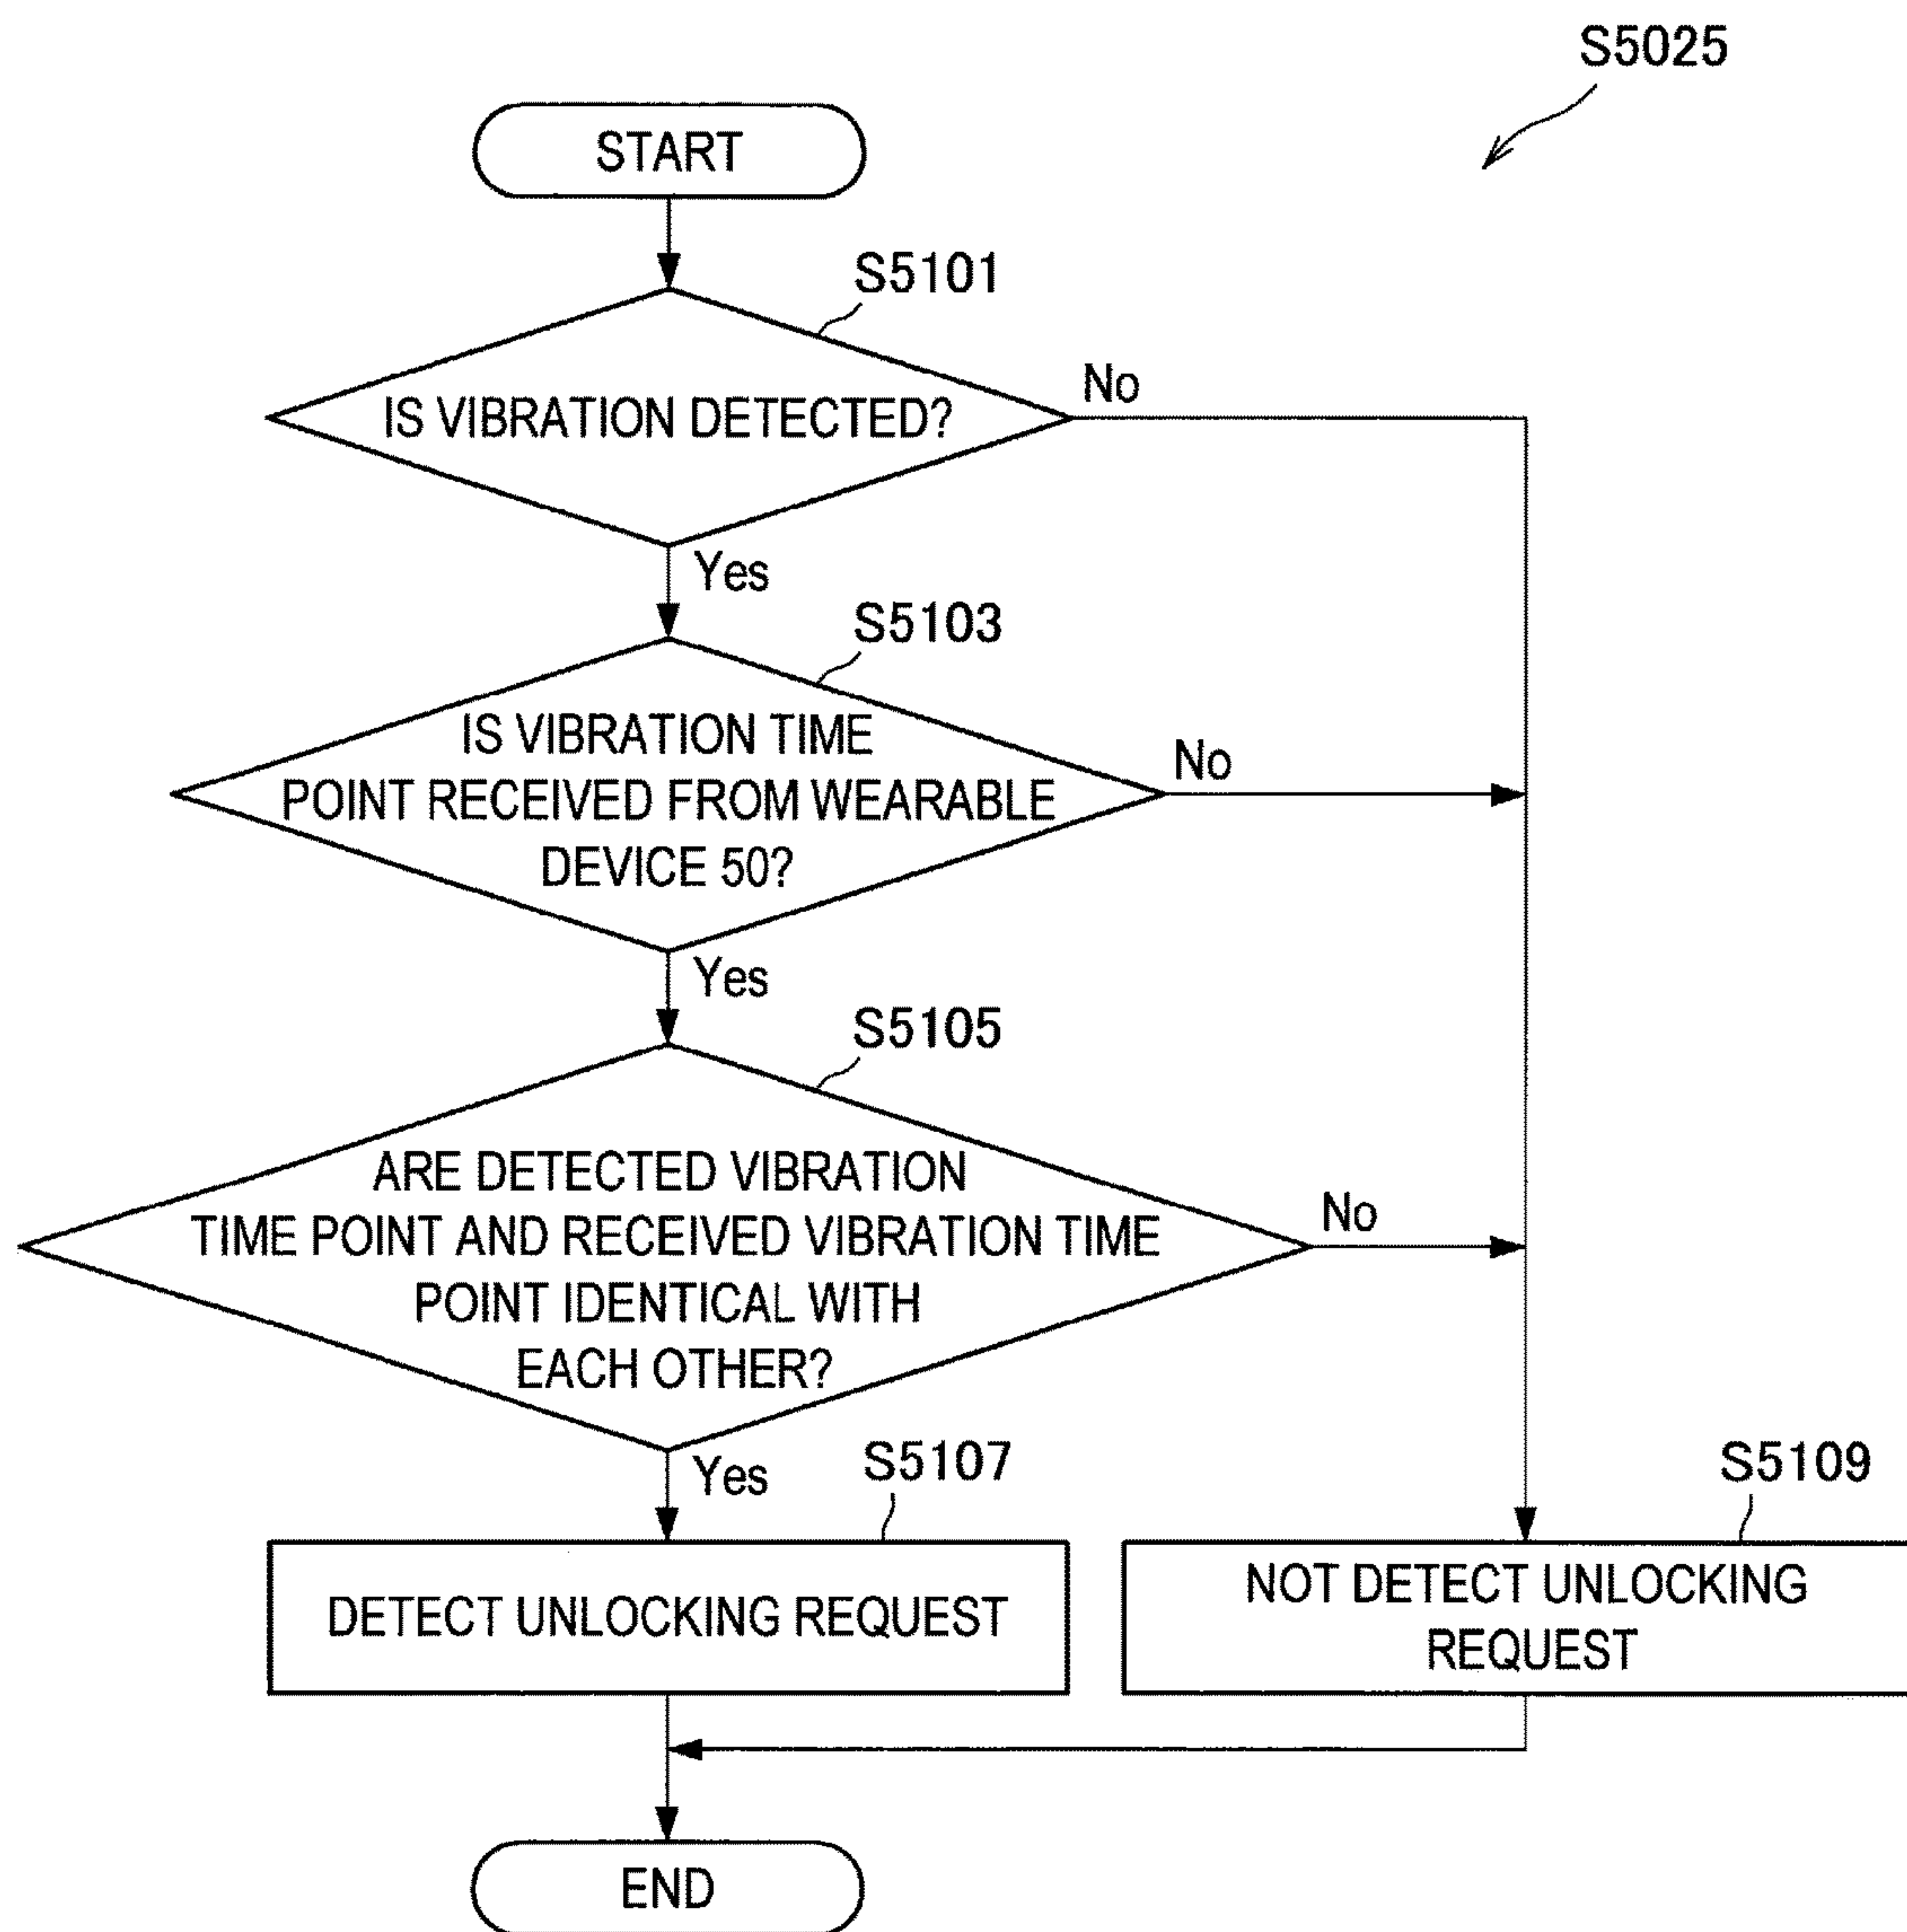 S5025
START
S5101
IS VIBRATION DETECTED?
No
Yes
S5103
IS VIBRATION TIME
POINT RECEIVED FROM WEARABLE
DEVICE 50?
No
Yes
S5105
ARE DETECTED VIBRATION
TIME POINT AND RECEIVED VIBRATION TIME
POINT IDENTICAL WITH
EACH OTHER?
No
Yes
S5107
DETECT UNLOCKING REQUEST
S5109
NOT DETECT UNLOCKING
REQUEST
END